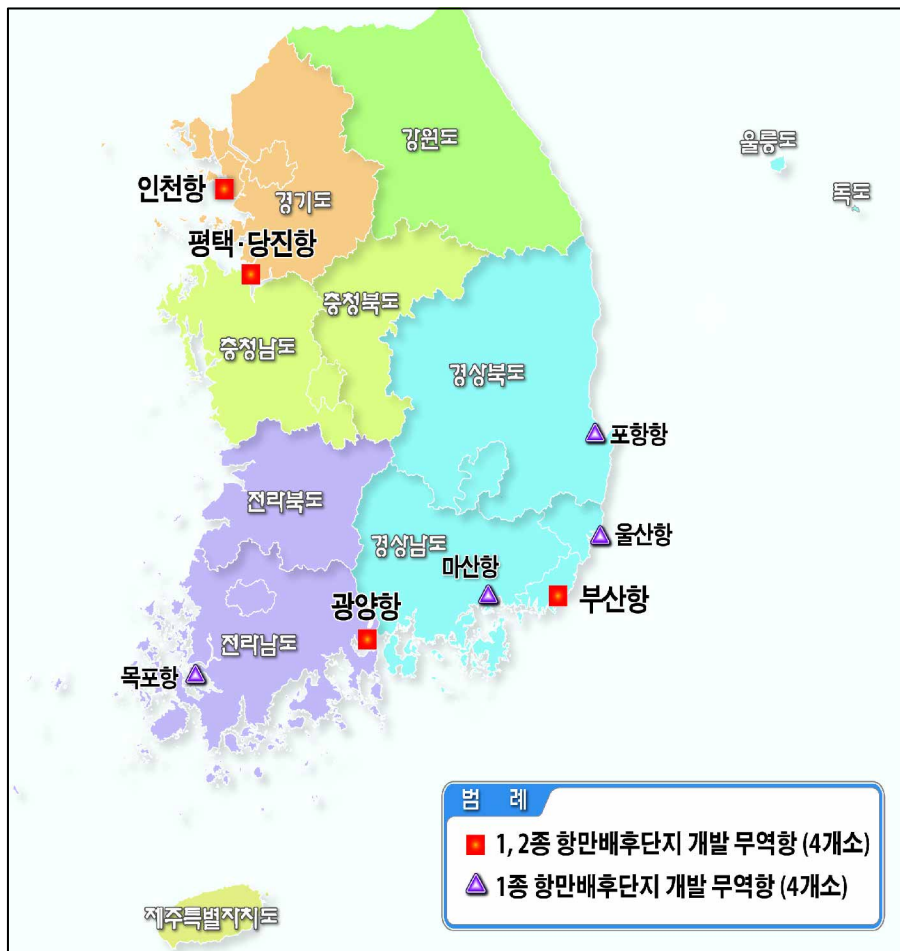 강원도
울릉도
독도
인천항
경기도
평택·당진항
충청북도
충청남도
경상북도
포항항
전라북도
경상남도
울산항
마산항
부산항
광양항
전라남도
목포항
제주특별자치도
범 례
1, 2종 항만배후단지 개발 무역항 (4개소)
1종 항만배후단지 개발 무역항 (4개소)